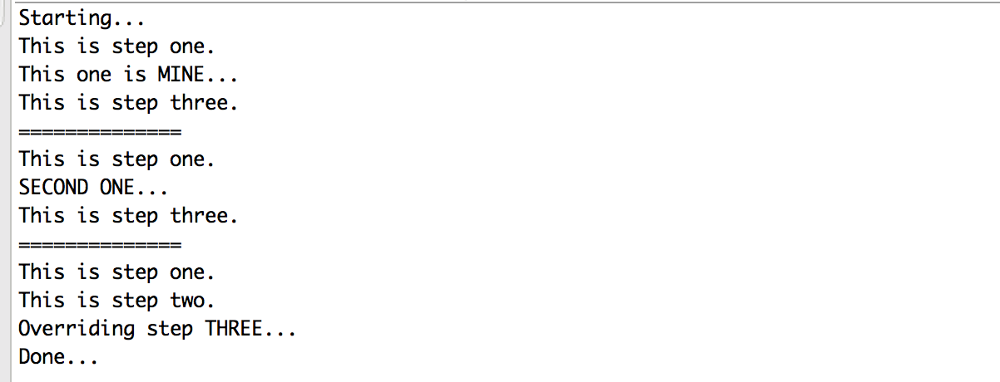 Starting...
This is step one.
This one is MINE...
This is step three.
==============
This is step one.
SECOND ONE...
This is step three.
==============
This is step one.
This is step two.
Overriding step THREE...
Done...